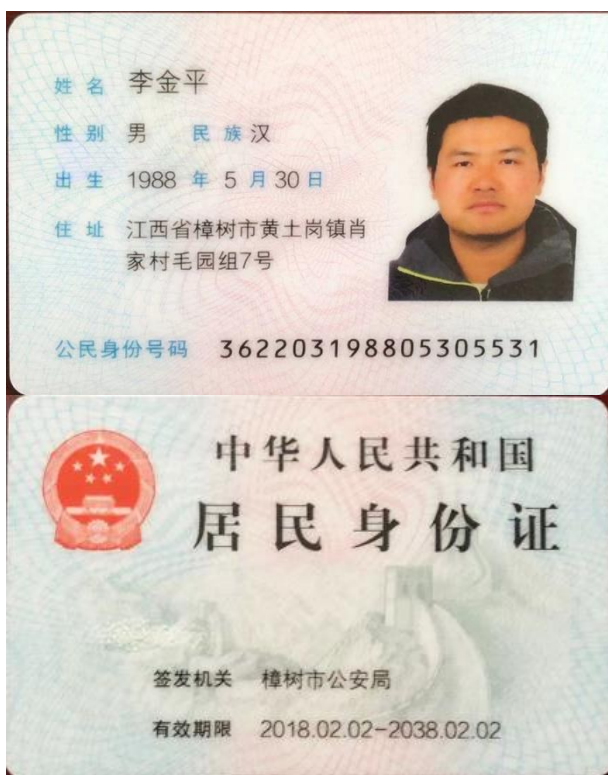 姓名 李金平
性别 男 民族 汉
出生 1988 年 5 月 30 日
住址 江西省樟树市黄土岗镇肖
家村毛园组7号
公民身份号码 362203198805305531
中华人民共和国
居民身份证
签发机关 樟树市公安局
有效期限 2018.02.02-2038.02.02